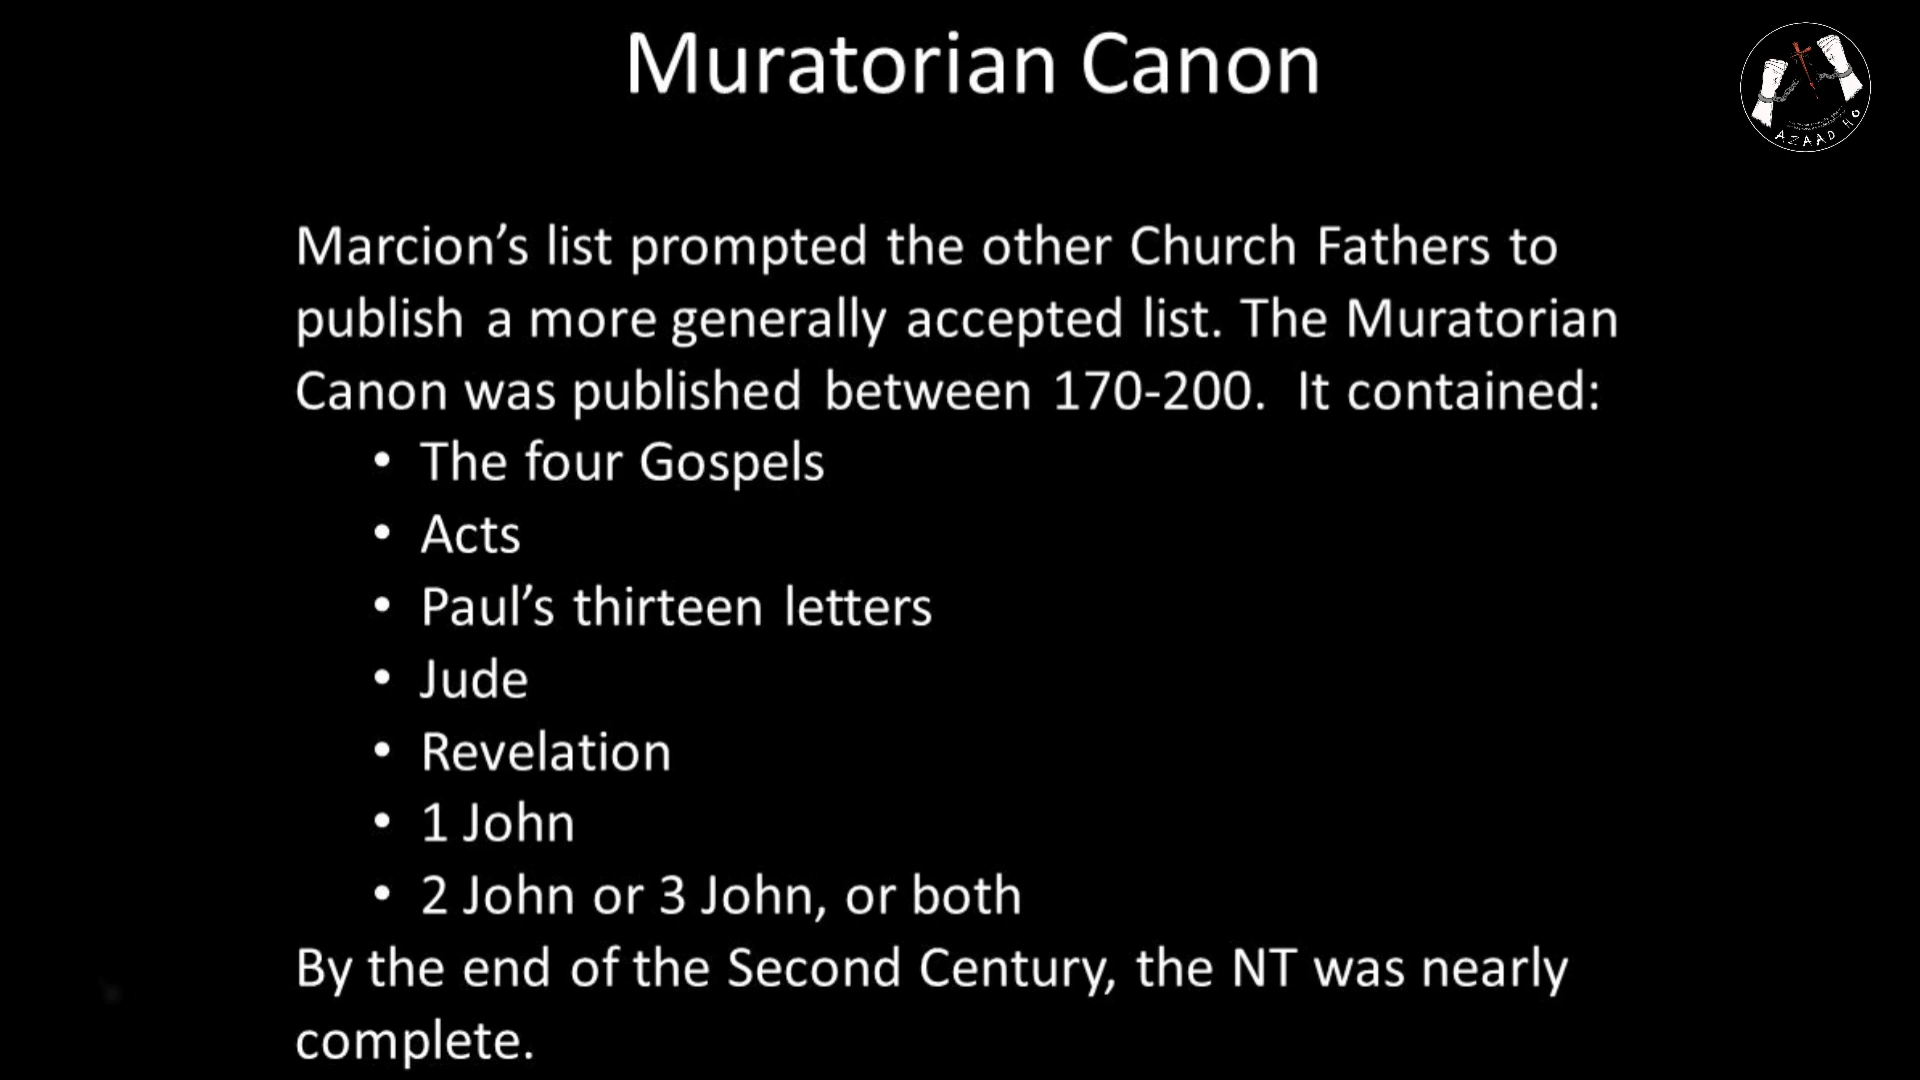 Muratorian Canon
AZAAD HO
Marcion’s list prompted the other Church Fathers to
publish a more generally accepted list. The Muratorian
Canon was published between 170-200. It contained:
• The four Gospels
• Acts
• Paul’s thirteen letters
• Jude
• Revelation
• 1 John
• 2 John or 3 John, or both
By the end of the Second Century, the NT was nearly
complete.